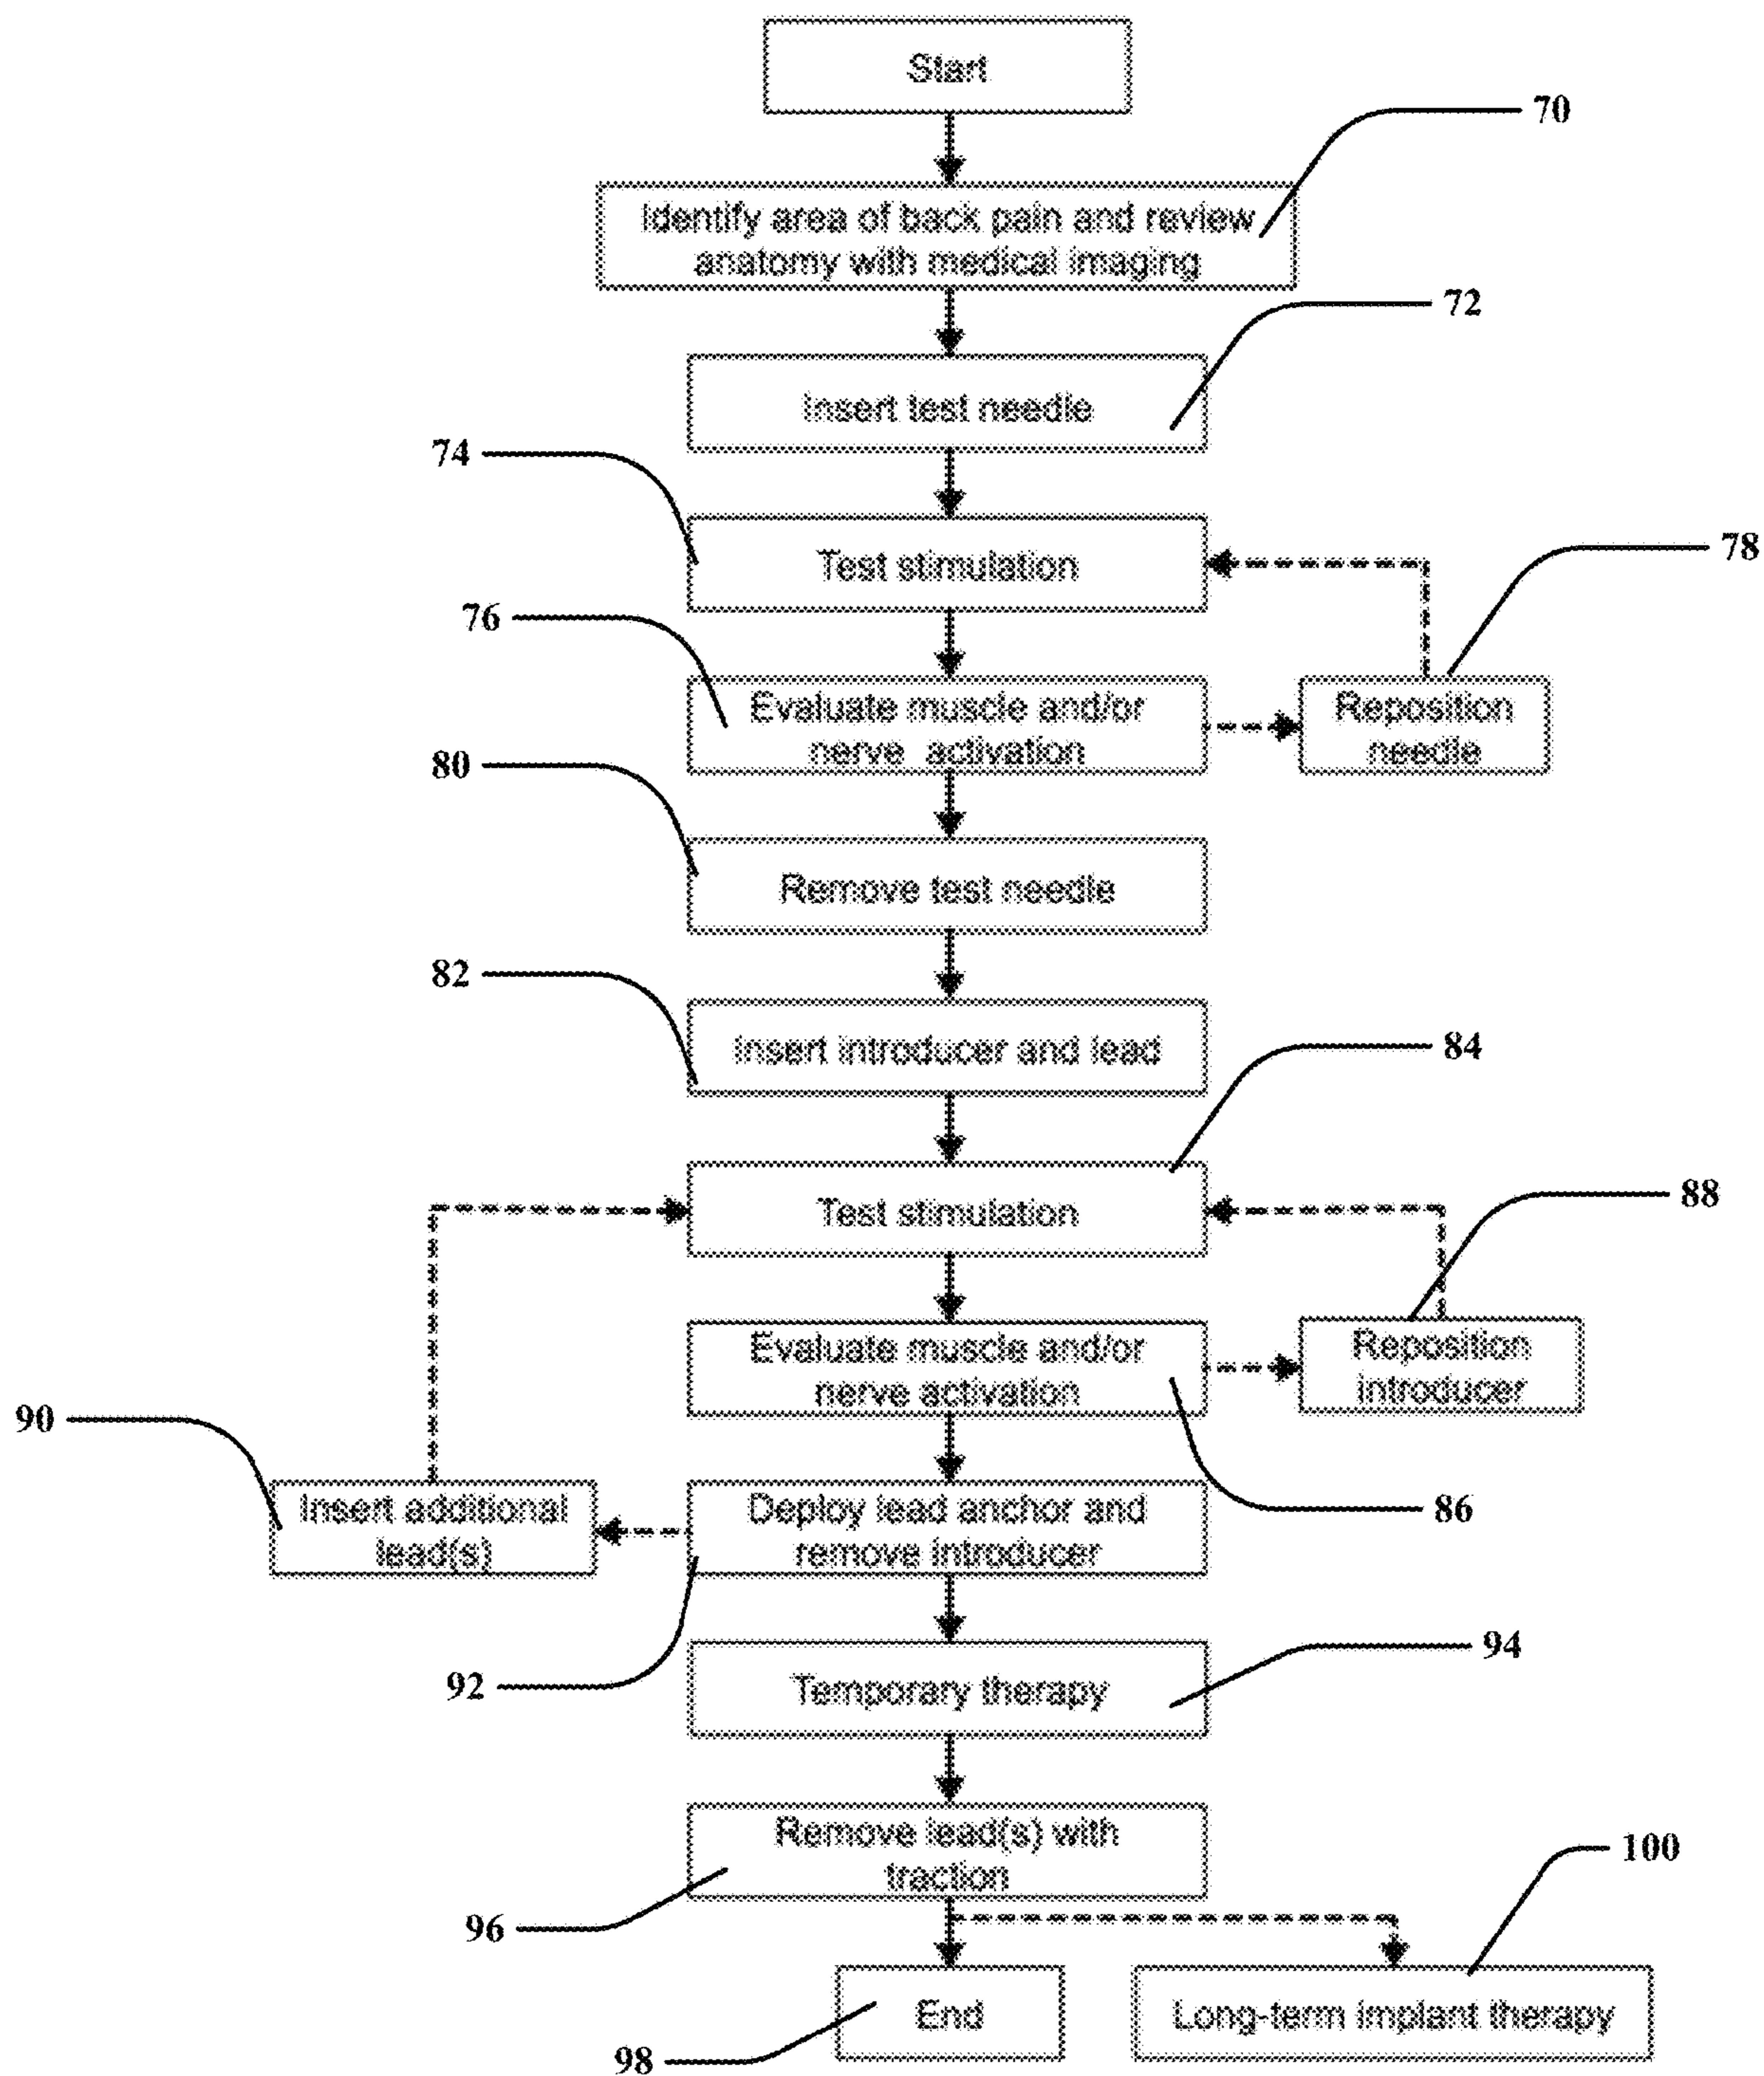 Start
70
Identify area of back pain and review
anatomy with medical imaging
72
Insert test needle
74
Test stimulation
78
76
Evaluate muscle and/or
nerve activation
Reposition
needle
80
Remove test needle
82
Insert introducer and lead
84
Test stimulation
88
Evaluate muscle and/or
nerve activation
Reposition
introducer
90
86
Insert additional
lead(s)
Deploy lead anchor and
remove introducer
92
94
Temporary therapy
Remove lead(s) with
traction
100
96
End
Long-term implant therapy
98